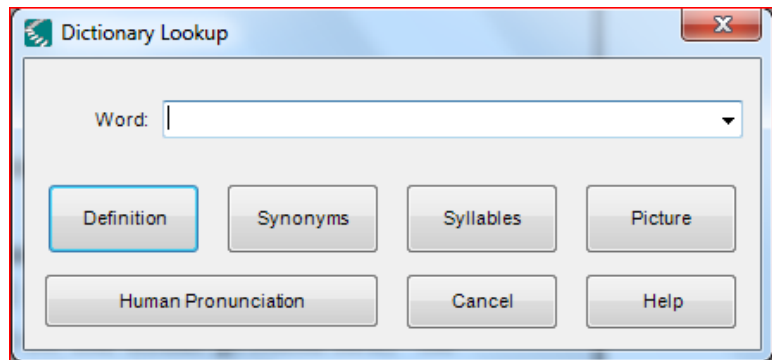 Dictionary Lookup
Word:
Definition Synonyms Syllables Picture
Human Pronunciation Cancel Help